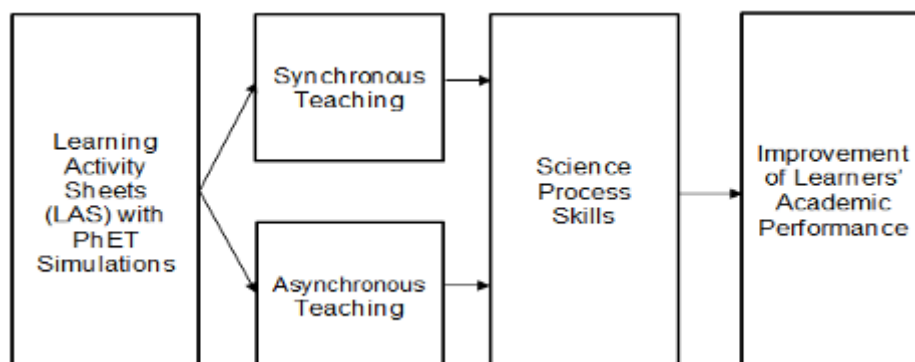 Learning
Activity
Sheets
(LAS) with
PhET
Simulations
Synchronous
Teaching
Asynchronous
Teaching
Science
Process
Skills
Improvement
of Learners'
Academic
Performance